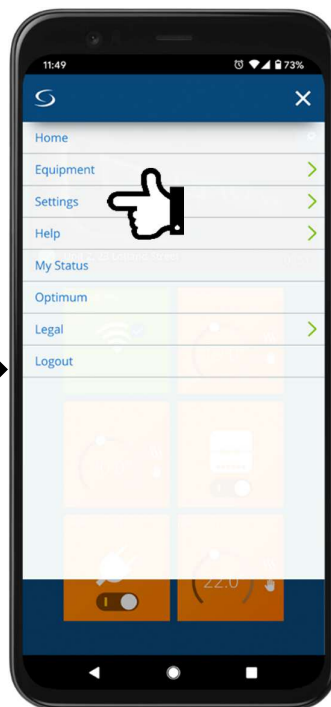 11:49
73%
Home
Equipment
Settings
Help
My Status
Optimum
Legal
Logout
22.0